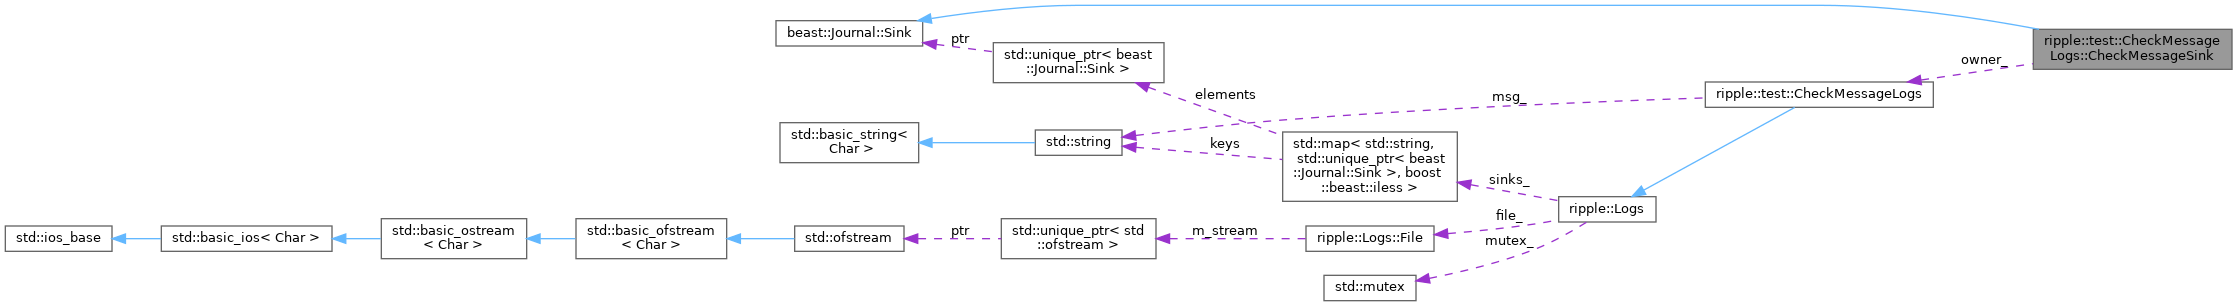 beast::Journal::Sink
ptr
std::unique_ptr< beast
::Journal::Sink >
ripple::test::CheckMessage
Logs::CheckMessageSink
owner_
ripple::test::CheckMessageLogs
elements
msg_
std::basic_string<
Char >
std::string
keys
std::map< std::string,
std::unique_ptr< beast
::Journal::Sink >, boost
::beast::iless >
sinks_
ripple::Logs
file_
mutex_
std::ios_base
std::basic_ios< Char >
std::basic_ostream
< Char >
std::basic_ofstream
< Char >
std::ofstream
ptr
std::unique_ptr< std
::ofstream >
m_stream
ripple::Logs::File
std::mutex